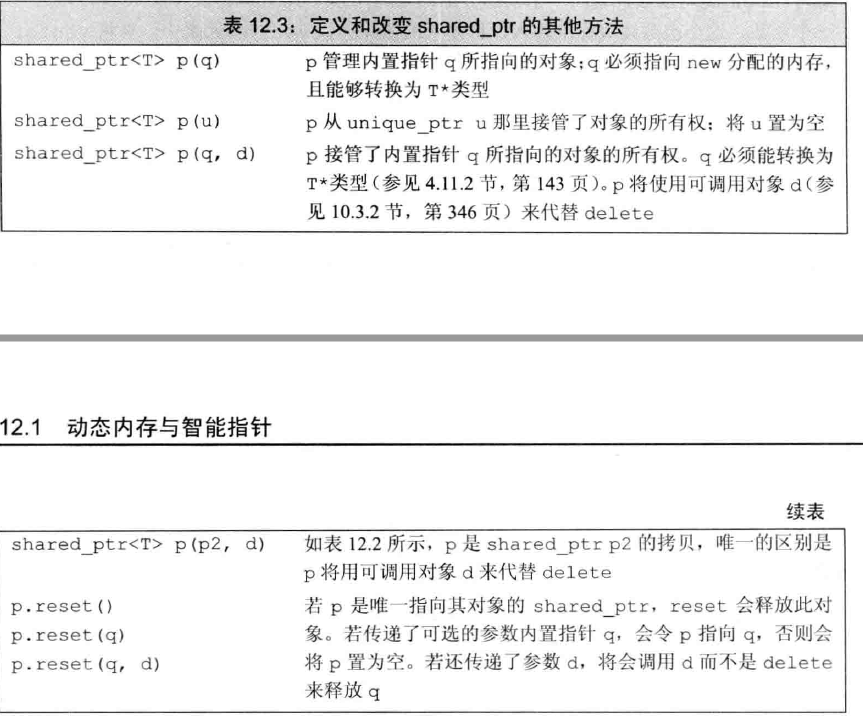 表 12.3：定义和改变 shared_ptr 的其他方法
shared_ptr<T> p(q) p 管理内置指针 q 所指向的对象；q 必须指向 new 分配的内存，
且能够转换为 T*类型
shared_ptr<T> p(u) p 从 unique_ptr u 那里接管了对象的所有权；将 u 置为空
shared_ptr<T> p(q, d) p 接管了内置指针 q 所指向的对象的所有权。q 必须能转换为
T*类型（参见 4.11.2 节，第 143 页）。p 将使用可调用对象 d（参
见 10.3.2 节，第 346 页）来代替 delete
12.1 动态内存与智能指针
续表
shared_ptr<T> p(p2, d) 如表 12.2 所示，p 是 shared_ptr p2 的拷贝，唯一的区别是
p 将用可调用对象 d 来代替 delete
p.reset() 若 p 是唯一指向其对象的 shared_ptr，reset 会释放此对
p.reset(q) 象。若传递了可选的参数内置指针 q，会令 p 指向 q，否则会
p.reset(q, d) 将 p 置为空。若还传递了参数 d，将会调用 d 而不是 delete
来释放 q